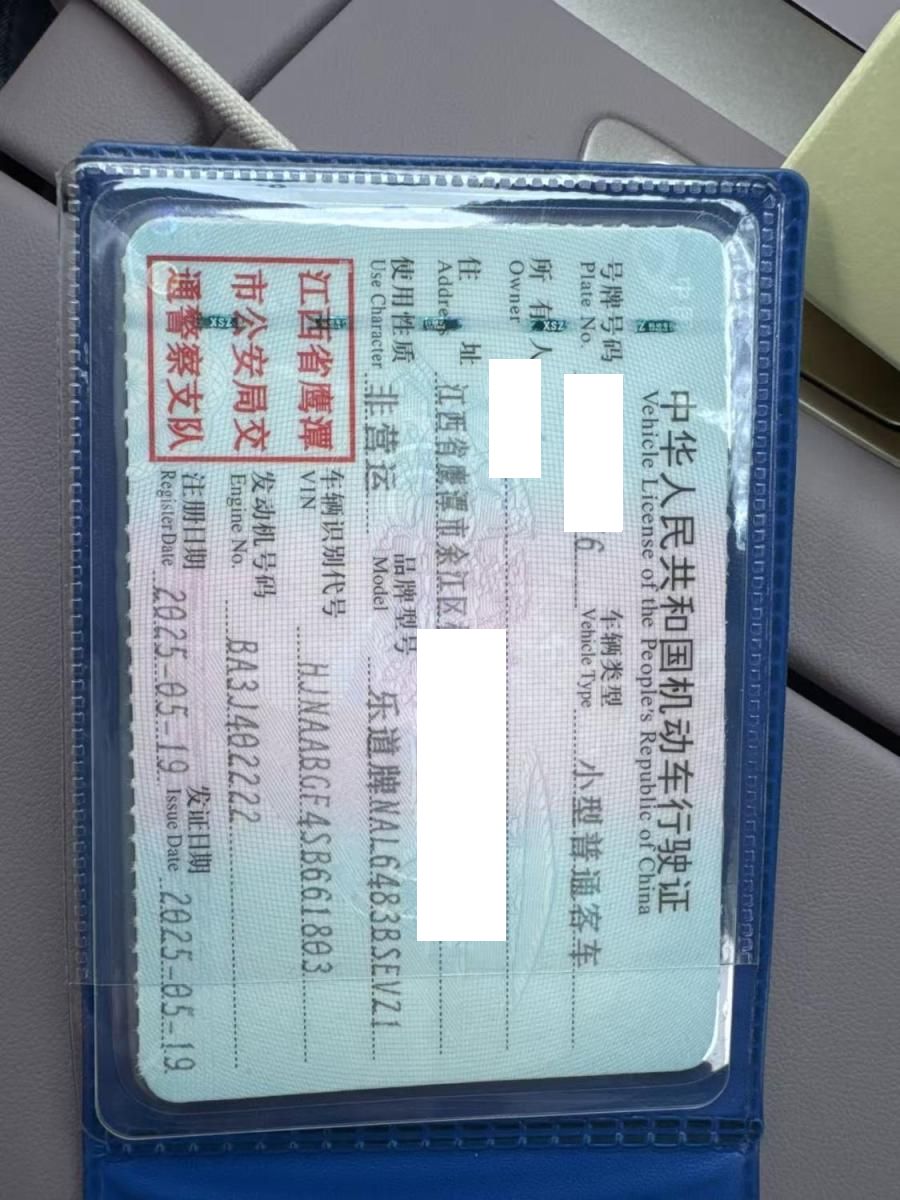 中华人民共和国机动车行驶证
Vehicle License of the People's Republic of China
号牌号码 6 车辆类型 小型普通客车
Plate No. Vehicle Type
所有人
Owner
住址 江西省鹰潭市余江区
Address
使用性质 非营运 品牌型号 乐道牌NAL6483BSEVZ1
Use Character Model
江西省鹰潭
市公安局交
通警察支队
车辆识别代号 HJNAABGF4SB661803
VIN
发动机号码 BA3J402222
Engine No.
注册日期 2025-05-19 发证日期 2025-05-19
RegisterDate Issue Date